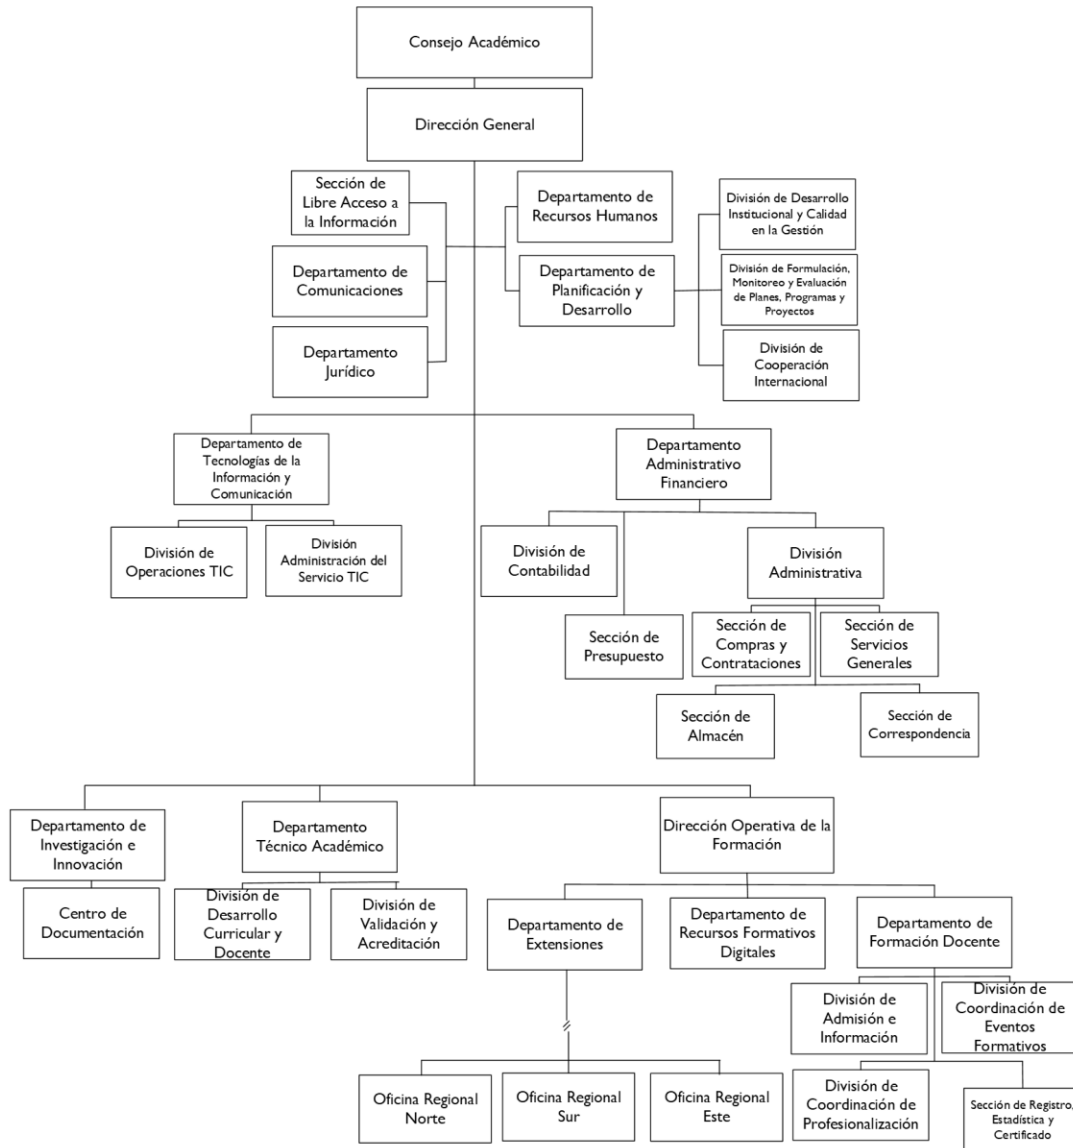 Consejo Académico
Dirección General
Sección de
Libre Acceso a
la Información
Departamento de
Recursos Humanos
División de Desarrollo
Institucional y Calidad
en la Gestión
Departamento de
Comunicaciones
Departamento de
Planificación y
Desarrollo
División de Formulación,
Monitoreo y Evaluación
de Planes, Programas y
Proyectos
Departamento
Jurídico
División de
Cooperación
Internacional
Departamento de
Tecnologías de la
Información y
Comunicación
Departamento
Administrativo
Financiero
División de
Operaciones TIC
División
Administración del
Servicio TIC
División de
Contabilidad
División
Administrativa
Sección de
Presupuesto
Sección de
Compras y
Contrataciones
Sección de
Servicios
Generales
Sección de
Almacén
Sección de
Correspondencia
Departamento de
Investigación e
Innovación
Departamento
Técnico Académico
Dirección Operativa de la
Formación
Centro de
Documentación
División de
Desarrollo
Curricular y
Docente
División de
Validación y
Acreditación
Departamento de
Extensiones
Departamento de
Recursos Formativos
Digitales
Departamento de
Formación Docente
División de
Admisión e
Información
División de
Coordinación de
Eventos
Formativos
Oficina Regional
Norte
Oficina Regional
Sur
Oficina Regional
Este
División de
Coordinación de
Profesionalización
Sección de Registro,
Estadística y
Certificado